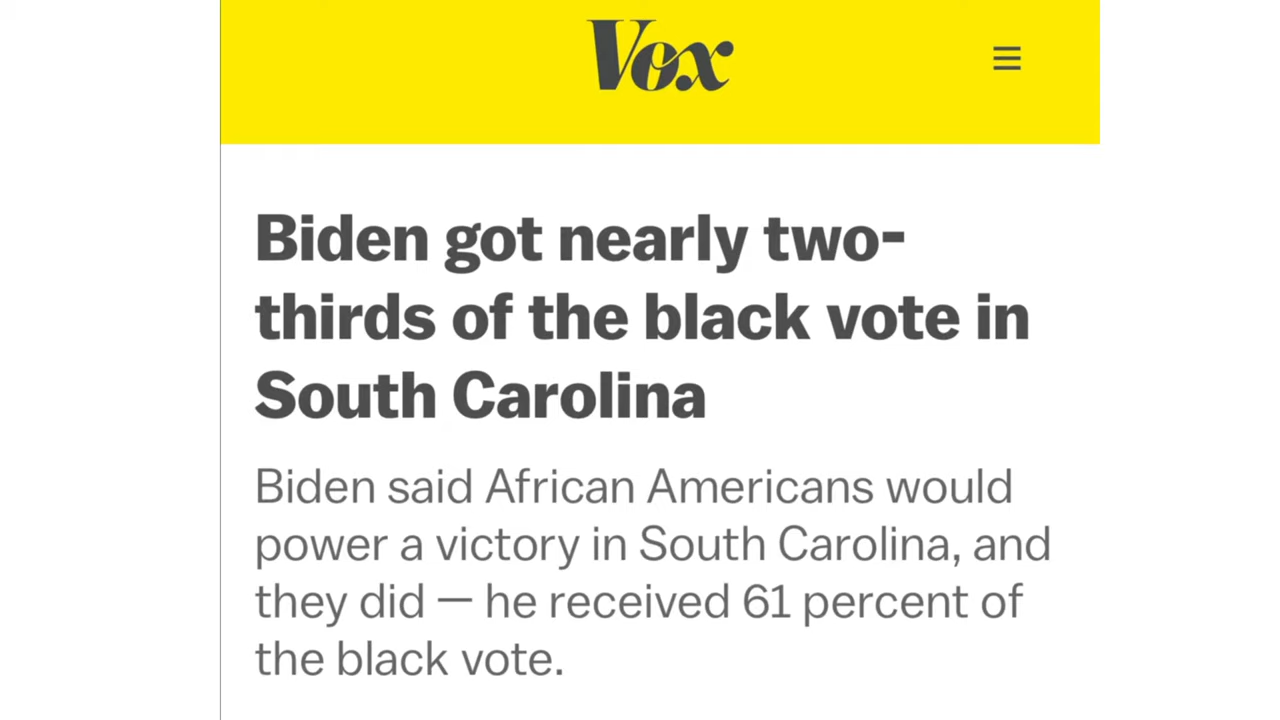 Vox
Biden got nearly two-
thirds of the black vote in
South Carolina
Biden said African Americans would
power a victory in South Carolina, and
they did — he received 61 percent of
the black vote.